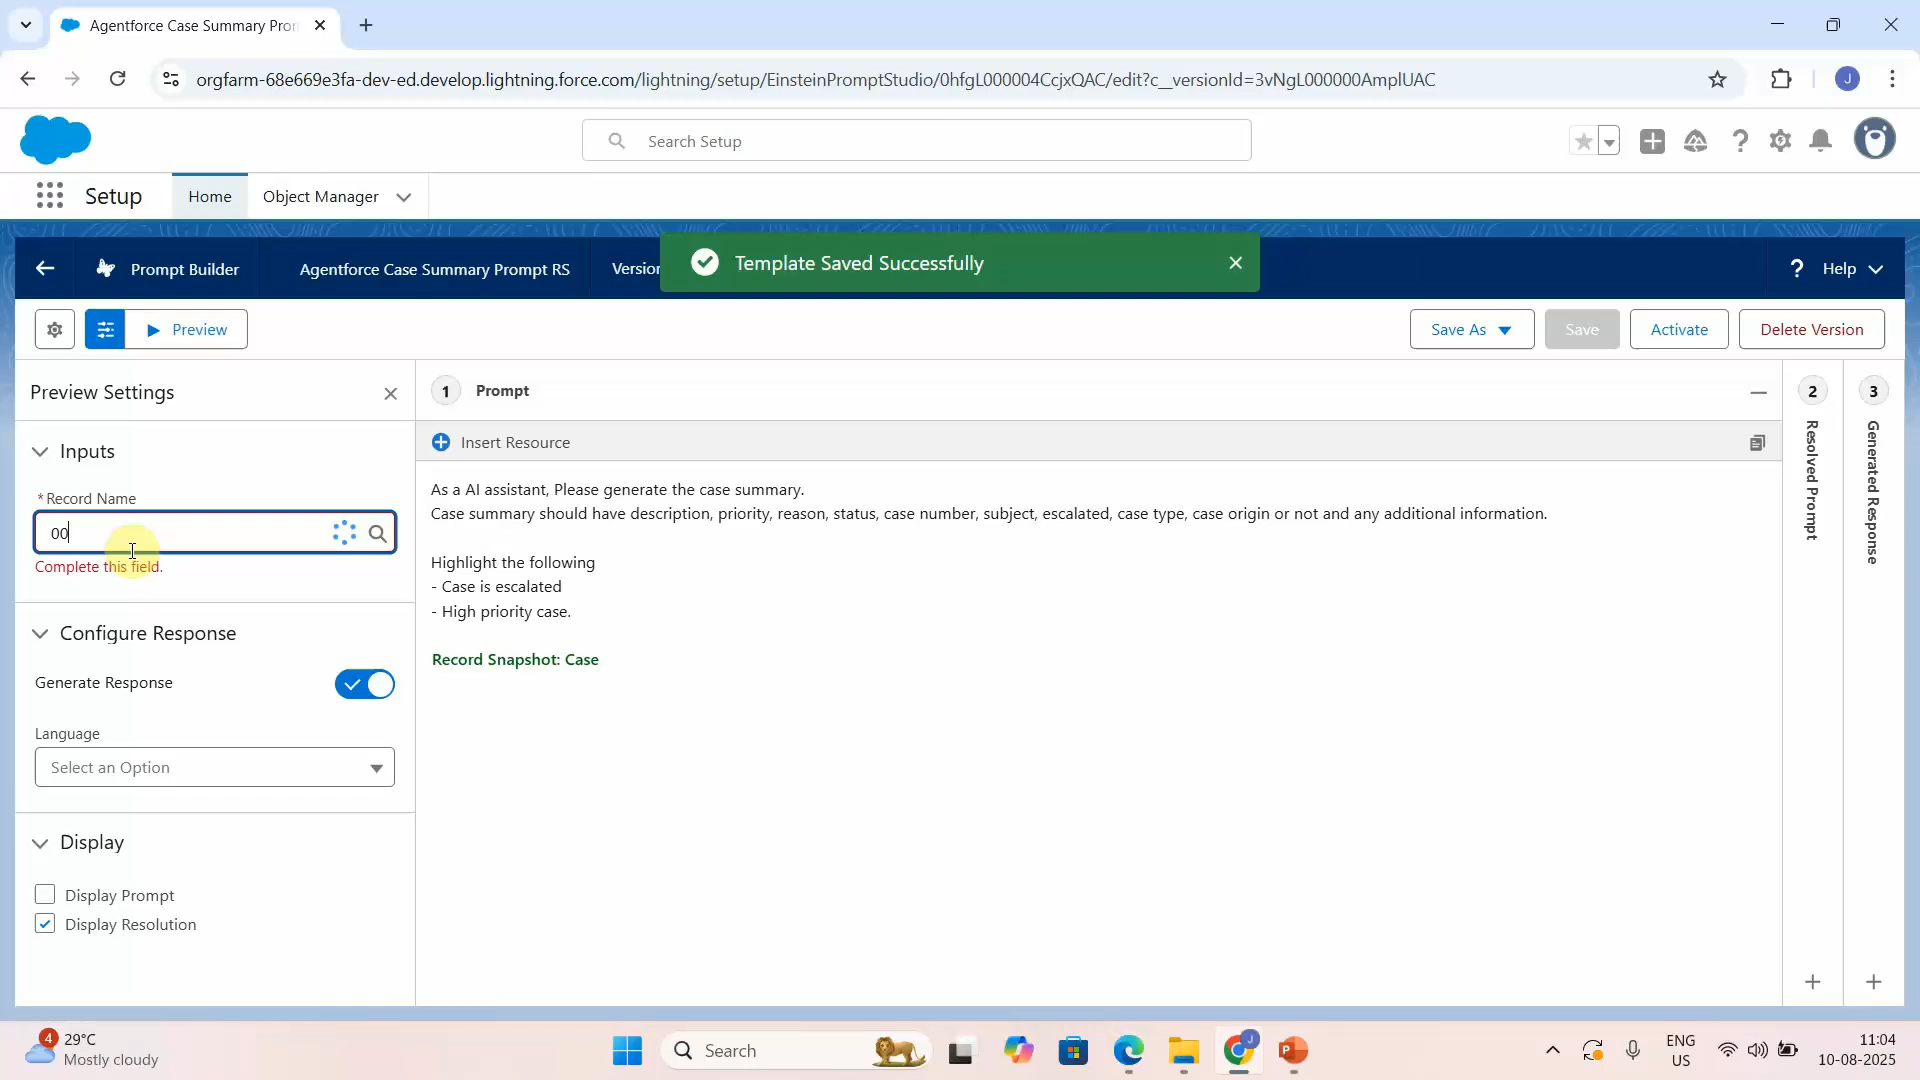 Agentforce Case Summary Pron
orgfarm-68e669e3fa-dev-ed.develop.lightning.force.com/lightning/setup/EinsteinPromptStudio/0hfgL000004CcjxQAC/edit?c__versionId=3vNgL000000AmplUAC
J
Search Setup
Setup
Home
Object Manager
Prompt Builder
Agentforce Case Summary Prompt RS
Version
Template Saved Successfully
? Help
Preview
Save As
Save
Activate
Delete Version
Preview Settings
Inputs
*Record Name
00
Complete this field.
Configure Response
Generate Response
Language
Select an Option
Display
Display Prompt
Display Resolution
1 Prompt
Insert Resource
As a AI assistant, Please generate the case summary.
Case summary should have description, priority, reason, status, case number, subject, escalated, case type, case origin or not and any additional information.
Highlight the following
- Case is escalated
- High priority case.
Record Snapshot: Case
2 Resolved Prompt
3 Generated Response
4
29°C
Mostly cloudy
Search
J
ENG
US
11:04
10-08-2025